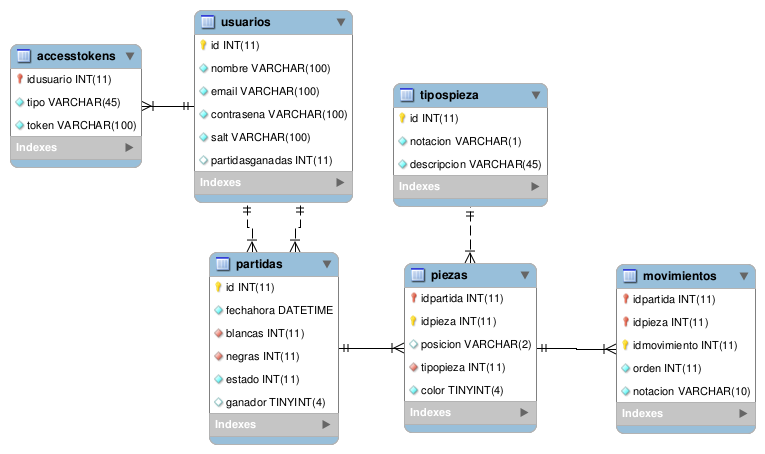 accesstokens
idusuario INT(11)
tipo VARCHAR(45)
token VARCHAR(100)
Indexes
usuarios
id INT(11)
nombre VARCHAR(100)
email VARCHAR(100)
contrasena VARCHAR(100)
salt VARCHAR(100)
partidasganadas INT(11)
Indexes
tipospieza
id INT(11)
notacion VARCHAR(1)
descripcion VARCHAR(45)
Indexes
partidas
id INT(11)
fechahora DATETIME
blancas INT(11)
negras INT(11)
estado INT(11)
ganador TINYINT(4)
Indexes
piezas
idpartida INT(11)
idpieza INT(11)
posicion VARCHAR(2)
tipopieza INT(11)
color TINYINT(4)
Indexes
movimientos
idpartida INT(11)
idpieza INT(11)
idmovimiento INT(11)
orden INT(11)
notacion VARCHAR(10)
Indexes